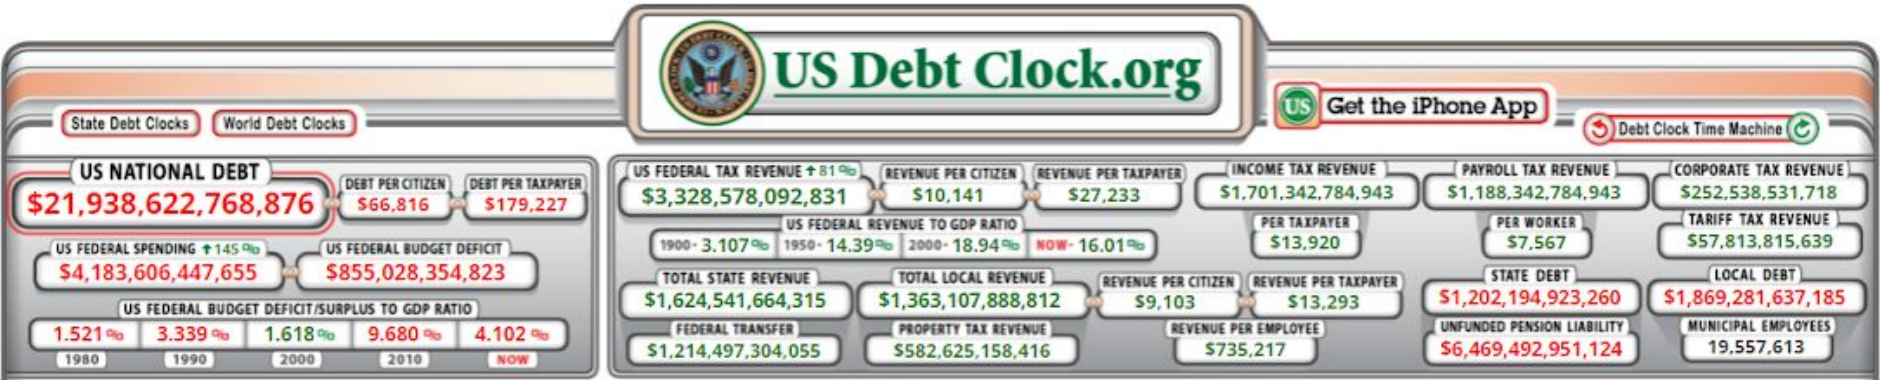 US Debt Clock.org
State Debt Clocks World Debt Clocks
US Get the iPhone App
Debt Clock Time Machine
US NATIONAL DEBT
$21,938,622,768,876
DEBT PER CITIZEN
$66,816
DEBT PER TAXPAYER
$179,227
US FEDERAL SPENDING ↑145%
$4,183,606,447,655
US FEDERAL BUDGET DEFICIT
$855,028,354,823
US FEDERAL BUDGET DEFICIT/SURPLUS TO GDP RATIO
1.521% 3.339% 1.618% 9.680% 4.102%
1980 1990 2000 2010 NOW
US FEDERAL TAX REVENUE ↑81%
$3,328,578,092,831
REVENUE PER CITIZEN
$10,141
REVENUE PER TAXPAYER
$27,233
US FEDERAL REVENUE TO GDP RATIO
1900- 3.107% 1950- 14.39% 2000- 18.94% NOW- 16.01%
INCOME TAX REVENUE
$1,701,342,784,943
PER TAXPAYER
$13,920
PAYROLL TAX REVENUE
$1,188,342,784,943
PER WORKER
$7,567
CORPORATE TAX REVENUE
$252,538,531,718
TARIFF TAX REVENUE
$57,813,815,639
TOTAL STATE REVENUE
$1,624,541,664,315
TOTAL LOCAL REVENUE
$1,363,107,888,812
REVENUE PER CITIZEN
$9,103
REVENUE PER TAXPAYER
$13,293
STATE DEBT
$1,202,194,923,260
LOCAL DEBT
$1,869,281,637,185
FEDERAL TRANSFER
$1,214,497,304,055
PROPERTY TAX REVENUE
$582,625,158,416
REVENUE PER EMPLOYEE
$735,217
UNFUNDED PENSION LIABILITY
$6,469,492,951,124
MUNICIPAL EMPLOYEES
19,557,613